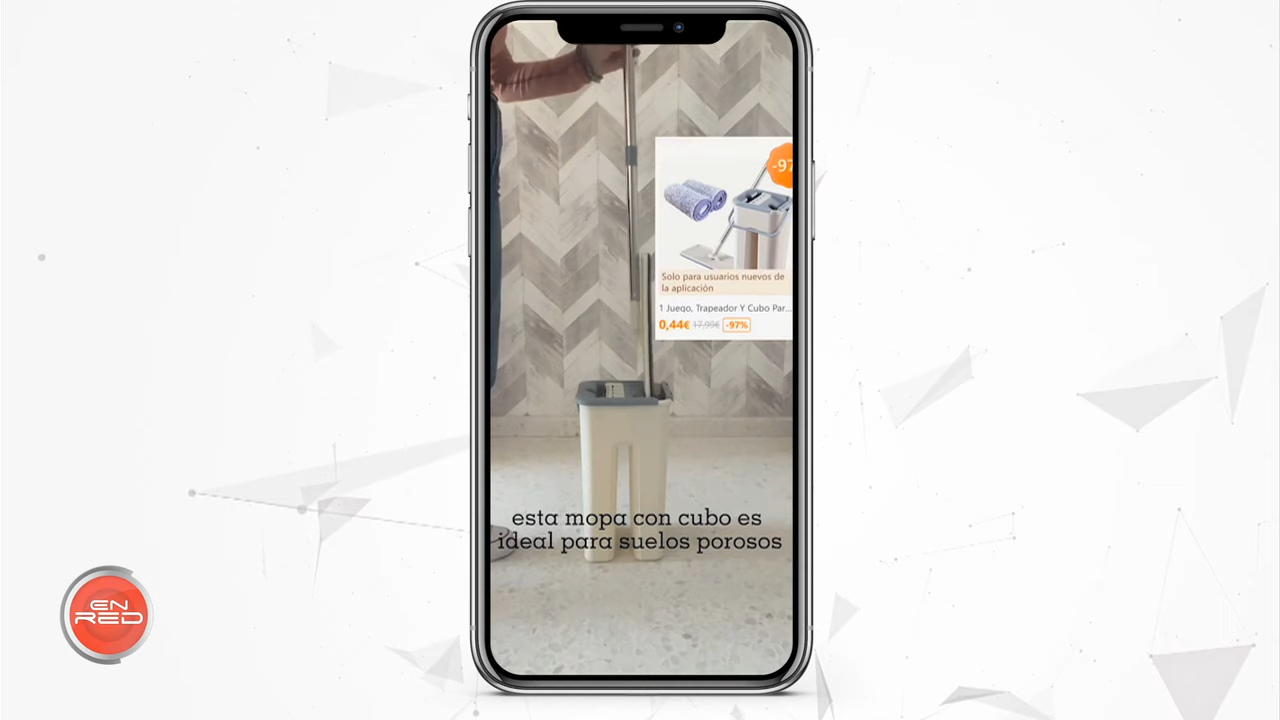 -97
Solo para usuarios nuevos de
la aplicación
1 Juego, Trapeador Y Cubo Par...
0,44€ 17,99€ -97%
esta mopa con cubo es
ideal para suelos porosos
EN
RED